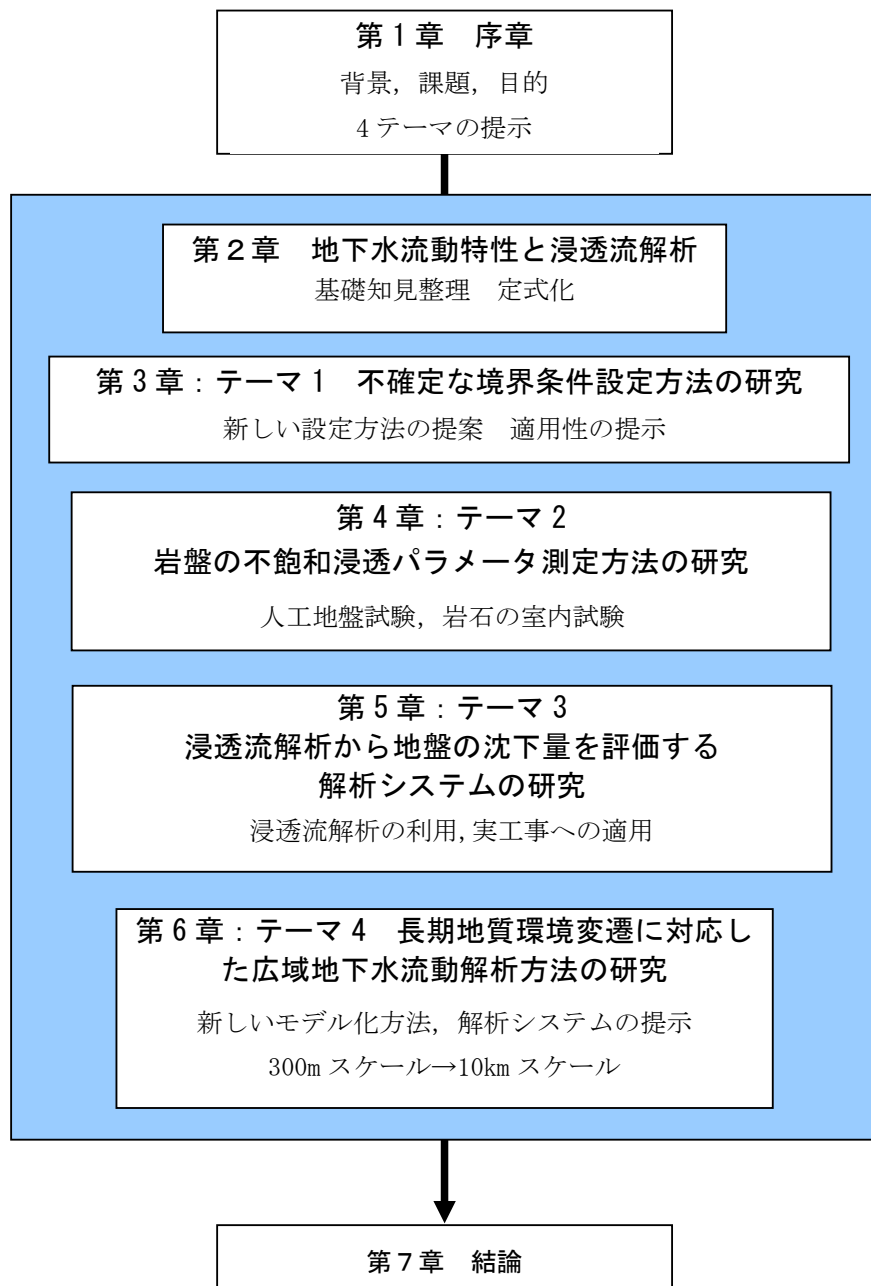 第１章　序章
背景，課題，目的
4テーマの提示
第２章　地下水流動特性と浸透流解析
基礎知見整理　定式化
第3章：テーマ1　不確定な境界条件設定方法の研究
新しい設定方法の提案　適用性の提示
第4章：テーマ2
岩盤の不飽和浸透パラメータ測定方法の研究
人工地盤試験，岩石の室内試験
第5章：テーマ3
浸透流解析から地盤の沈下量を評価する
解析システムの研究
浸透流解析の利用,実工事への適用
第6章：テーマ4　長期地質環境変遷に対応し
た広域地下水流動解析方法の研究
新しいモデル化方法，解析システムの提示
300mスケール→10kmスケール
第７章　結論